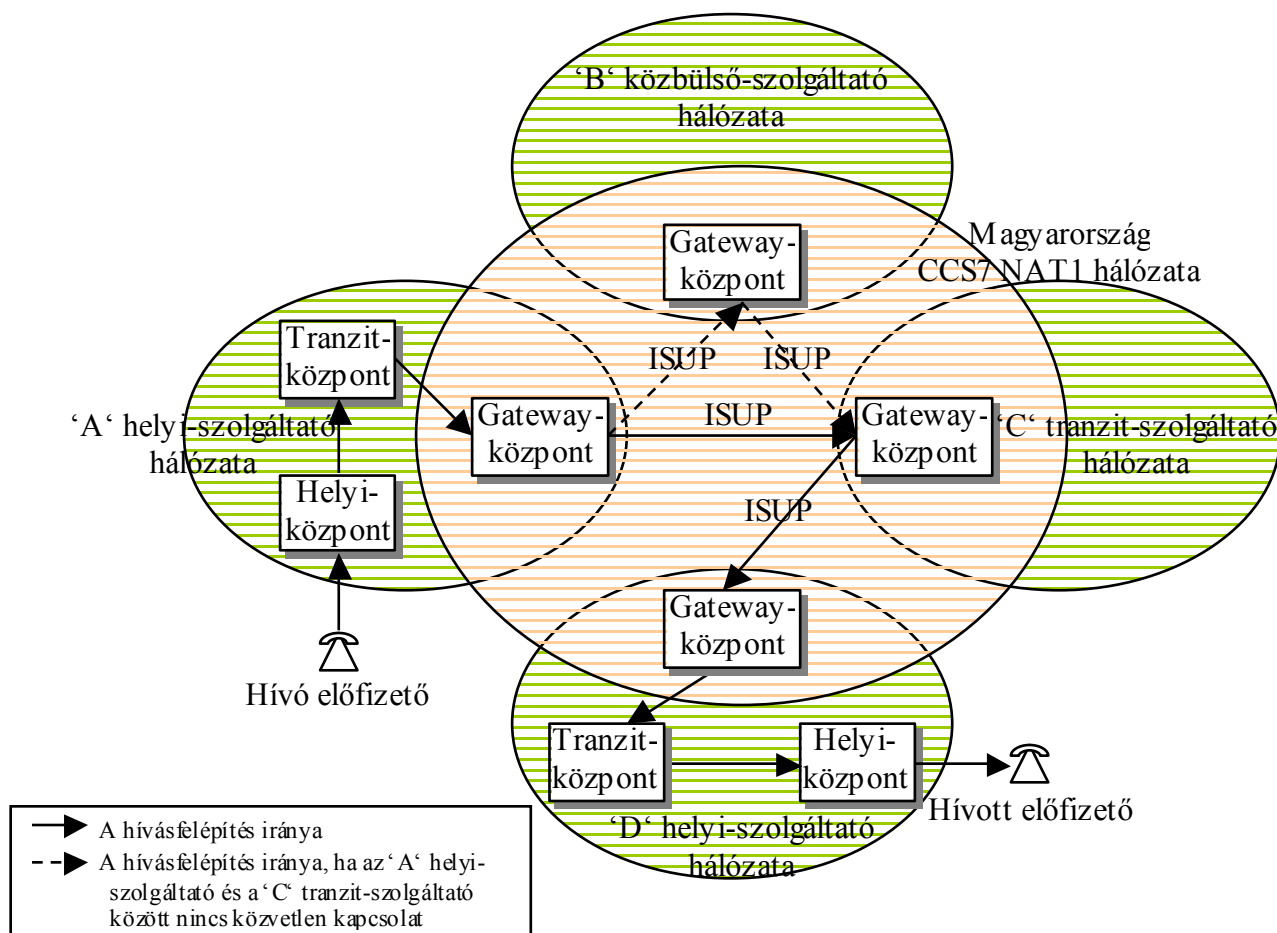 ‘B‘ közbülső-szolgáltató
hálózata
Gateway-
központ
Magyarország
CCS7 NAT1 hálózata
Tranzit-
központ
ISUP
ISUP
‘A‘ helyi-szolgáltató
hálózata
Gateway-
központ
ISUP
Gateway-
központ
‘C‘ tranzit-szolgáltató
hálózata
Helyi-
központ
ISUP
Gateway-
központ
Hívó előfizető
Tranzit-
központ
Helyi-
központ
Hívott előfizető
‘D‘ helyi-szolgáltató
hálózata
A hívásfelépítés iránya
A hívásfelépítés iránya, ha az ‘A‘ helyi-
szolgáltató és a ‘C‘ tranzit-szolgáltató
között nincs közvetlen kapcsolat